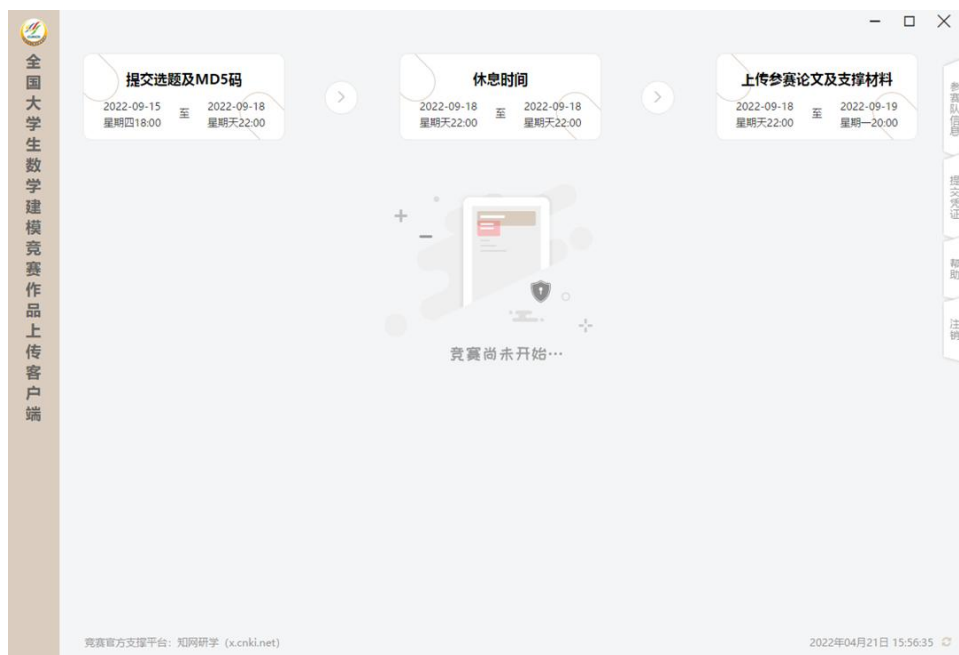 全国大学生数学建模竞赛作品上传客户端
提交选题及MD5码
2022-09-15
星期四18:00
至
2022-09-18
星期天22:00
休息时间
2022-09-18
星期天22:00
至
2022-09-18
星期天22:00
上传参赛论文及支撑材料
2022-09-18
星期天22:00
至
2022-09-19
星期一20:00
参赛队信息
提交凭证
帮助
注销
竞赛尚未开始…
竞赛官方支撑平台：知网研学（x.cnki.net）
2022年04月21日 15:56:35